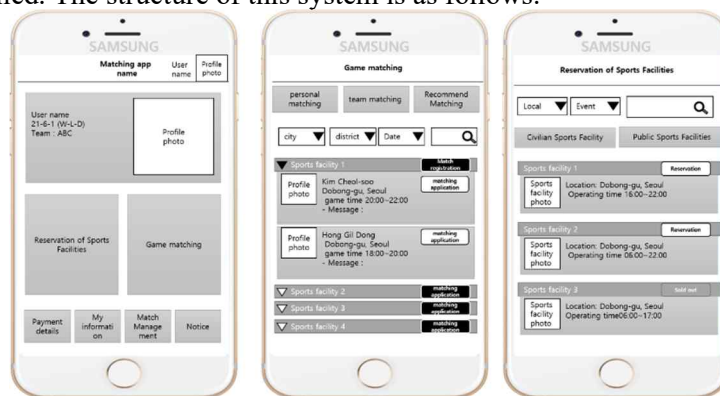 ned. The structure of this system is as follows.
SAMSUNG
Matching app
name
User
name
Profile
photo
User name
21-6-1 (W-L-D)
Team : ABC
Profile
photo
Reservation of Sports
Facilities
Game matching
Payment
details
My
informati
on
Match
Manage
ment
Notice
SAMSUNG
Game matching
personal
matching
team matching
Recommend
Matching
city
district
Date
Sports facility 1
Match
registration
Profile
photo
Kim Cheol-soo
Dobong-gu, Seoul
game time 20:00~22:00
- Message :
matching
application
Profile
photo
Hong Gil Dong
Dobong-gu, Seoul
game time 18:00~20:00
- Message :
matching
application
Sports facility 2
matching
application
Sports facility 3
matching
application
Sports facility 4
matching
application
SAMSUNG
Reservation of Sports Facilities
Local
Event
Civilian Sports Facility
Public Sports Facilities
Sports facility 1
Reservation
Sports
facility
photo
Location: Dobong-gu, Seoul
Operating time 16:00~22:00
Sports facility 2
Reservation
Sports
facility
photo
Location: Dobong-gu, Seoul
Operating time 06:00~22:00
Sports facility 3
Sold out
Sports
facility
photo
Location: Dobong-gu, Seoul
Operating time06:00~17:00